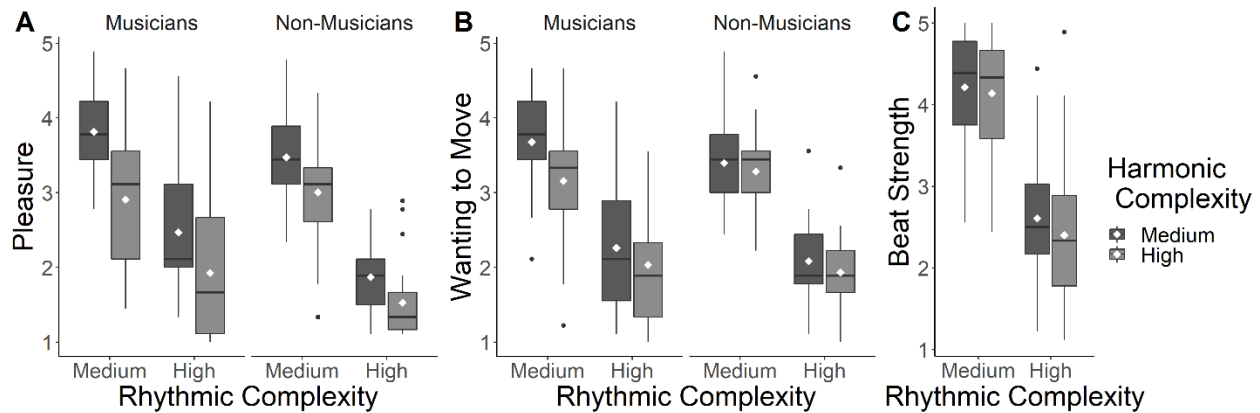 A
Musicians
Non-Musicians
Pleasure
5
4
3
2
1
Medium
High
Medium
High
Rhythmic Complexity
B
Musicians
Non-Musicians
Wanting to Move
5
4
3
2
1
Medium
High
Medium
High
Rhythmic Complexity
C
Beat Strength
5
4
3
2
1
Medium
High
Rhythmic Complexity
Harmonic
Complexity
Medium
High